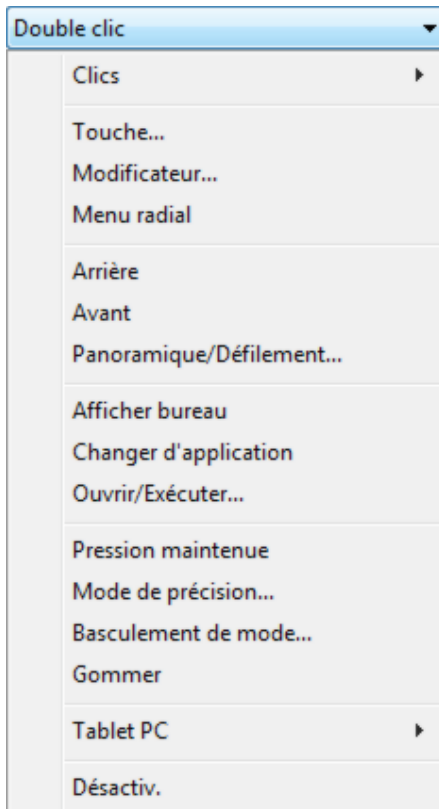 Double clic
Clics
Touche...
Modificateur...
Menu radial
Arrière
Avant
Panoramique/Défilement...
Afficher bureau
Changer d'application
Ouvrir/Exécuter...
Pression maintenue
Mode de précision...
Basculement de mode...
Gommer
Tablet PC
Désactiv.